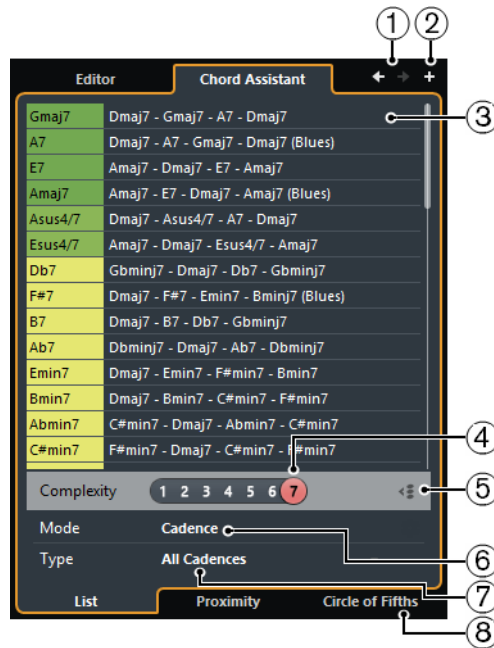 1 2
Editor Chord Assistant
Gmaj7 Dmaj7 - Gmaj7 - A7 - Dmaj7 3
A7 Dmaj7 - A7 - Gmaj7 - Dmaj7 (Blues)
E7 Amaj7 - Dmaj7 - E7 - Amaj7
Amaj7 Amaj7 - E7 - Dmaj7 - Amaj7 (Blues)
Asus4/7 Dmaj7 - Asus4/7 - A7 - Dmaj7
Esus4/7 Amaj7 - Dmaj7 - Esus4/7 - Amaj7
Db7 Gbminj7 - Dmaj7 - Db7 - Gbminj7
F#7 Dmaj7 - F#7 - Emin7 - Bminj7 (Blues)
B7 Dmaj7 - B7 - Db7 - Gbminj7
Ab7 Dbminj7 - Dmaj7 - Ab7 - Dbminj7
Emin7 Dmaj7 - Emin7 - F#min7 - Bmin7
Bmin7 Dmaj7 - Bmin7 - C#min7 - F#min7
Abmin7 C#min7 - Dmaj7 - Abmin7 - C#min7
C#min7 F#min7 - Dmaj7 - C#min7 - F#min7 4
Complexity 1 2 3 4 5 6 7 5
Mode Cadence 6
Type All Cadences 7
List Proximity Circle of Fifths 8